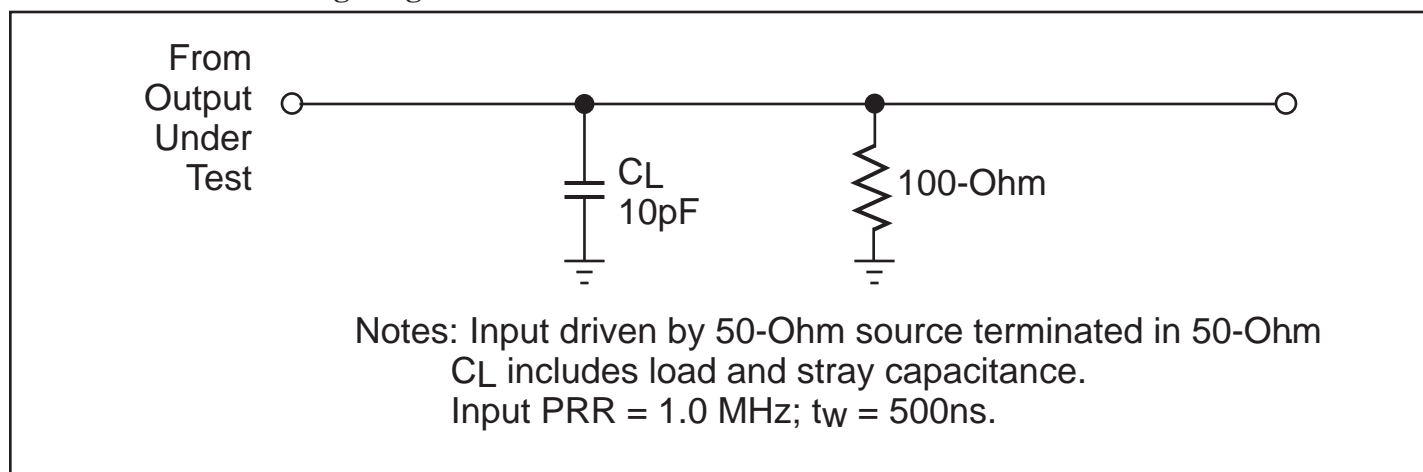 From
Output
Under
Test
CL
10pF
100-Ohm
Notes: Input driven by 50-Ohm source terminated in 50-Ohm
CL includes load and stray capacitance.
Input PRR = 1.0 MHz; tw = 500ns.